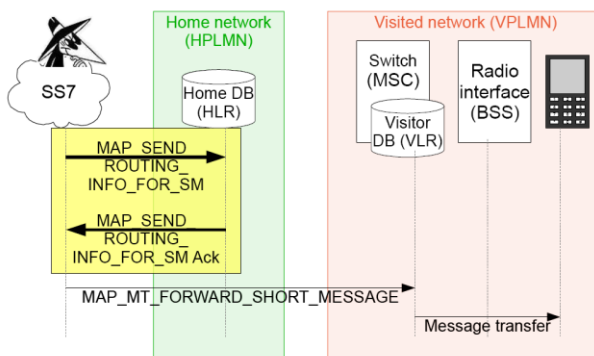 Home network
(HPLMN)
Visited network (VPLMN)
SS7
Home DB
(HLR)
Switch
(MSC)
Visitor
DB (VLR)
Radio
interface
(BSS)
MAP_SEND_
ROUTING_
INFO_FOR_SM
MAP_SEND_
ROUTING_
INFO_FOR_SM Ack
MAP_MT_FORWARD_SHORT_MESSAGE
Message transfer